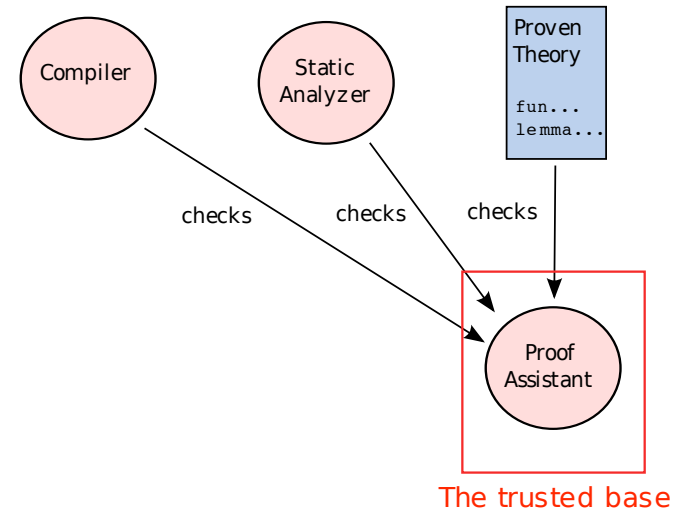 Compiler
Static
Analyzer
Proven
Theory
fun...
lemma...
checks
checks
checks
Proof
Assistant
The trusted base